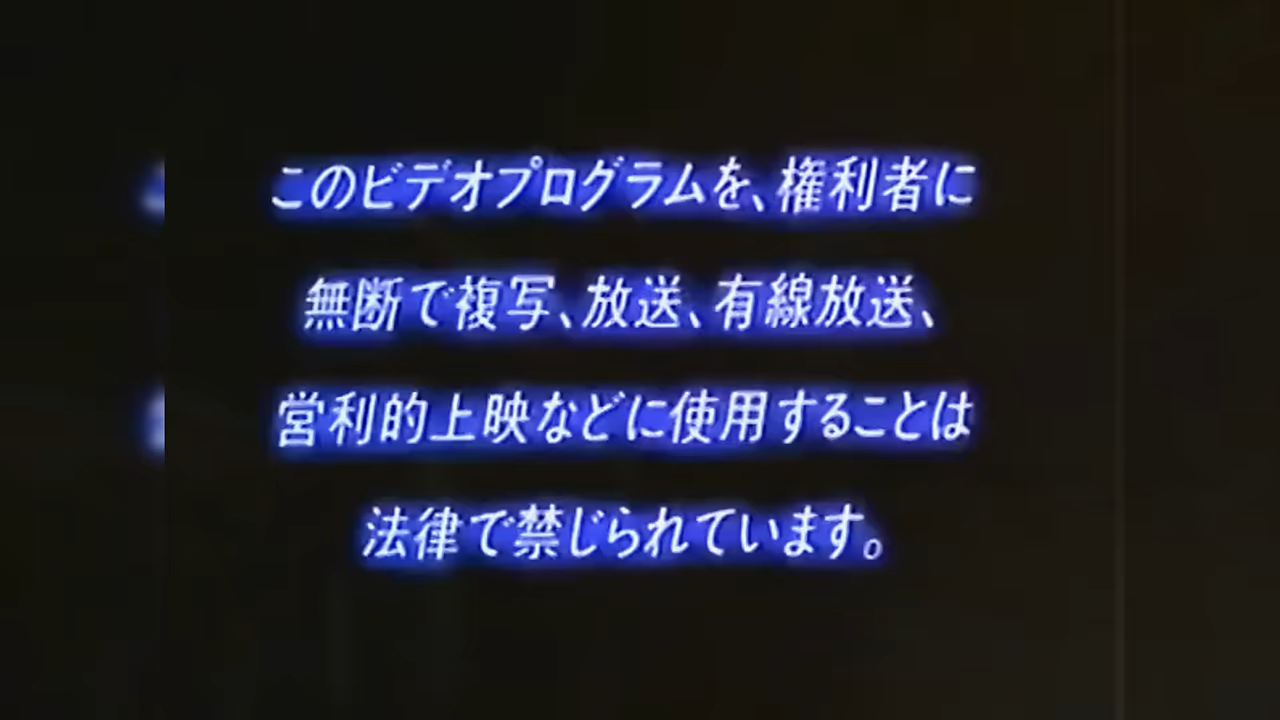 このビデオプログラムを、権利者に
無断で複写、放送、有線放送、
営利的上映などに使用することは
法律で禁じられています。